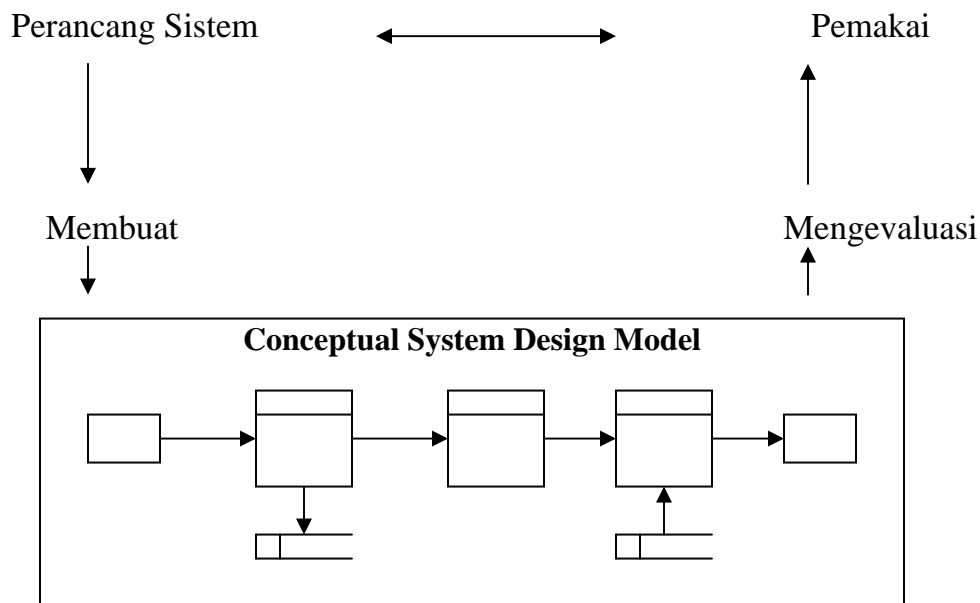 Perancang Sistem Pemakai
Membuat Mengevaluasi
Conceptual System Design Model